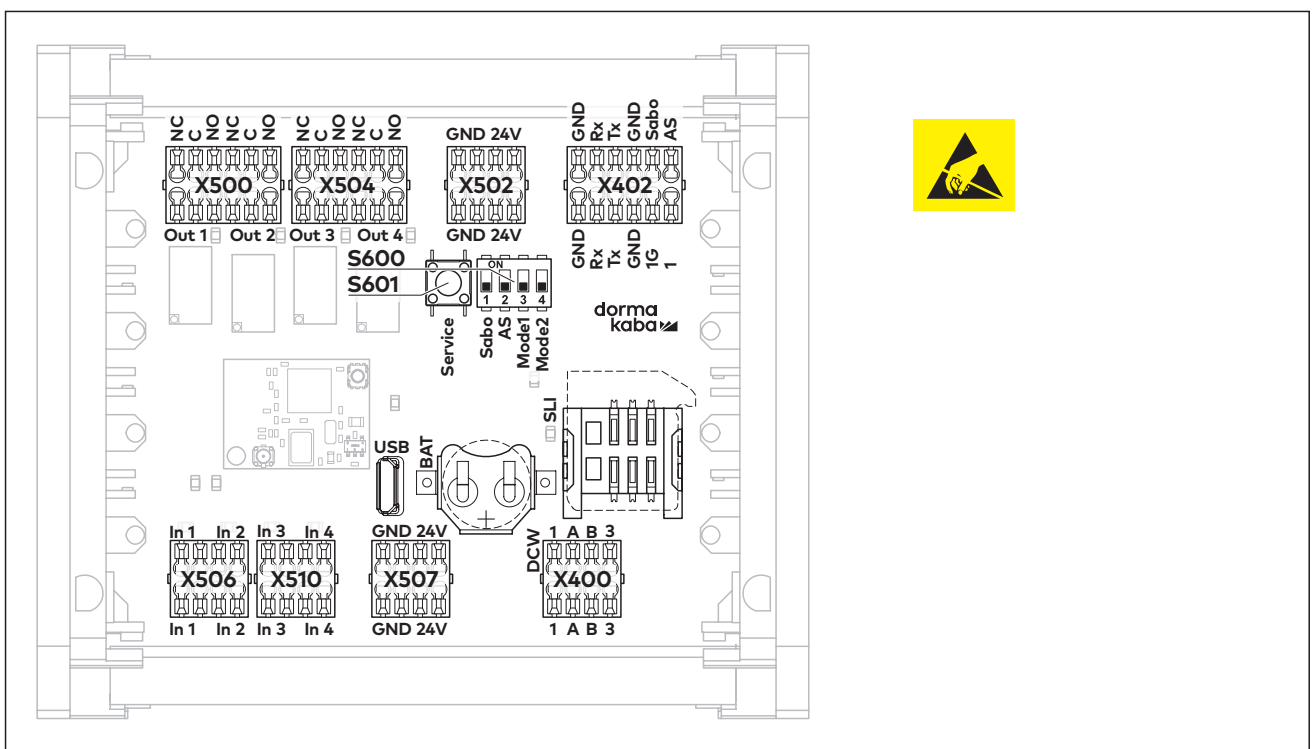 NC C NO NC C NO
NC C NO NC C NO
GND 24V
GND Rx Tx GND Sabo AS
X500
X504
X502
X402
Out 1 Out 2 Out 3 Out 4
GND 24V
GND Rx Tx GND 1G 1
S600
S601
ON
1 2 3 4
Service
Sabo AS Mode1 Mode2
dorma
kaba
SLI
USB
BAT
In 1 In 2 In 3 In 4
GND 24V
DCW
1 A B 3
X506
X510
X507
X400
In 1 In 2 In 3 In 4
GND 24V
1 A B 3